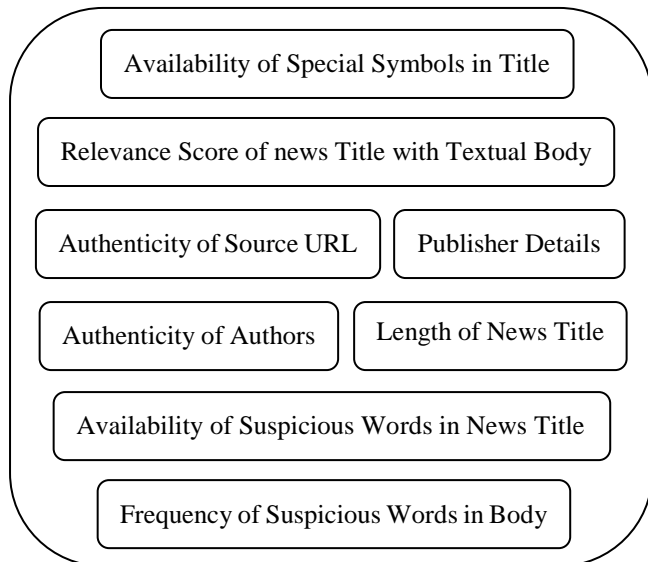 Availability of Special Symbols in Title
Relevance Score of news Title with Textual Body
Authenticity of Source URL
Publisher Details
Authenticity of Authors
Length of News Title
Availability of Suspicious Words in News Title
Frequency of Suspicious Words in Body